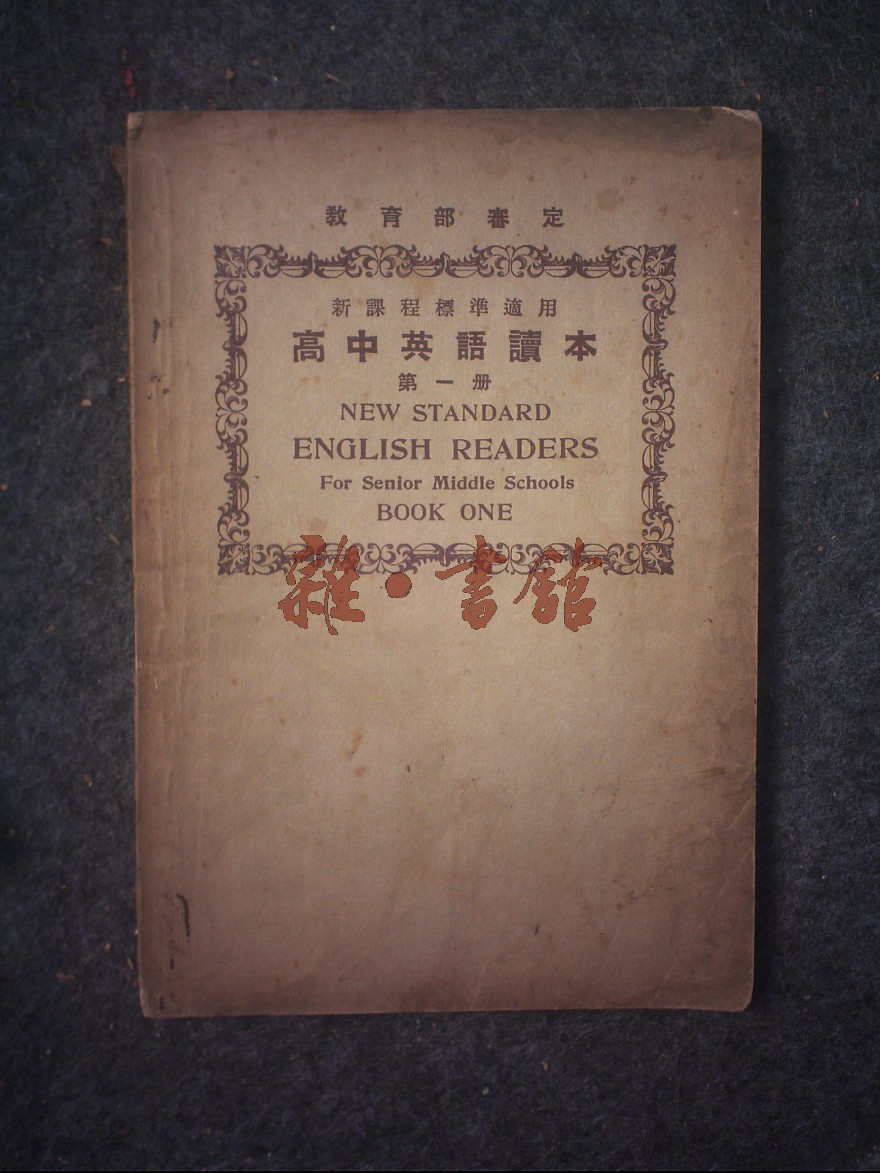 教育部審定
新課程標準適用
高中英語讀本
第一册
NEW STANDARD
ENGLISH READERS
For Senior Middle Schools
BOOK ONE
雜·書館